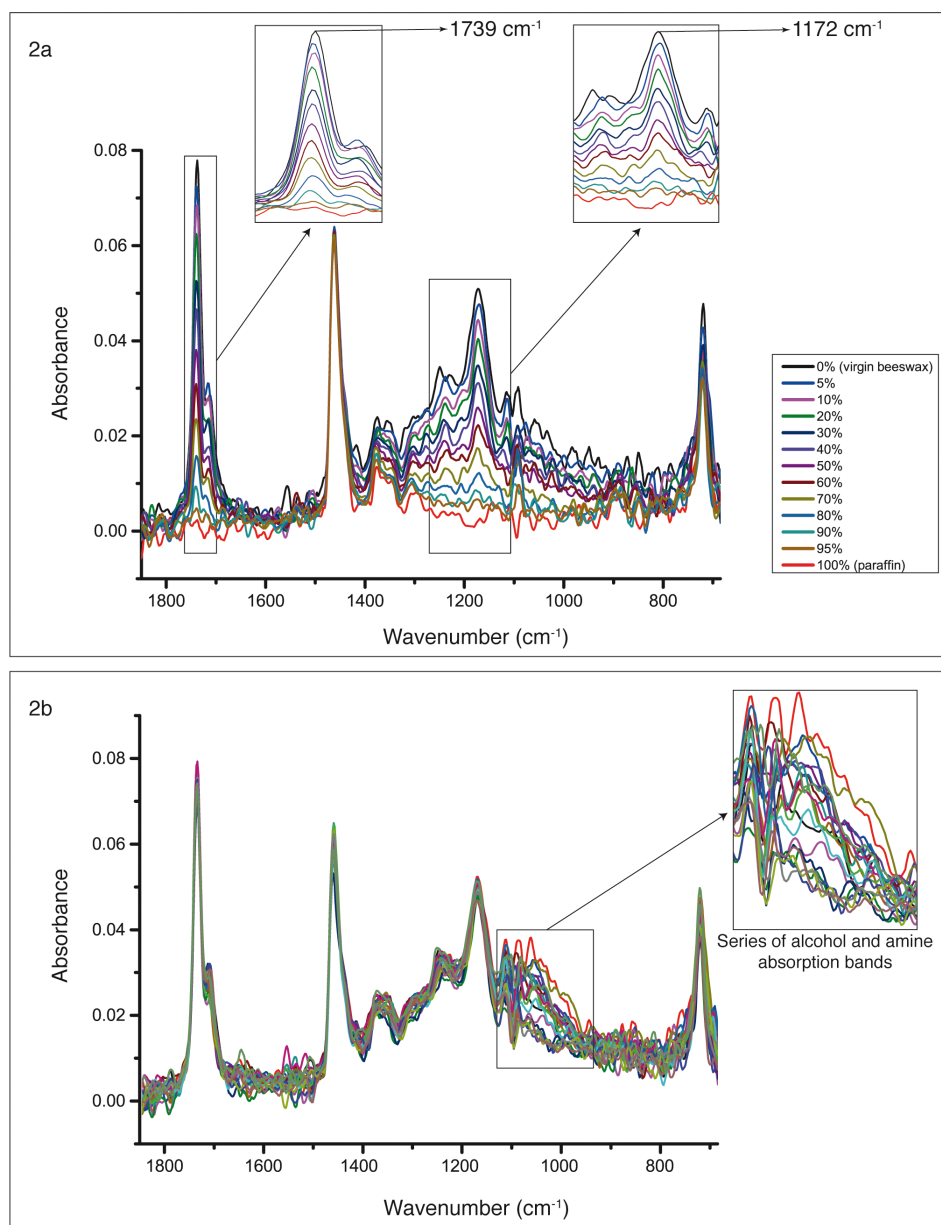 2a
1739 cm⁻¹
1172 cm⁻¹
0.08
0.06
0.04
0.02
0.00
Absorbance
1800 1600 1400 1200 1000 800
Wavenumber (cm⁻¹)
0% (virgin beeswax)
5%
10%
20%
30%
40%
50%
60%
70%
80%
90%
95%
100% (paraffin)
2b
0.08
0.06
0.04
0.02
0.00
Absorbance
1800 1600 1400 1200 1000 800
Wavenumber (cm⁻¹)
Series of alcohol and amine
absorption bands